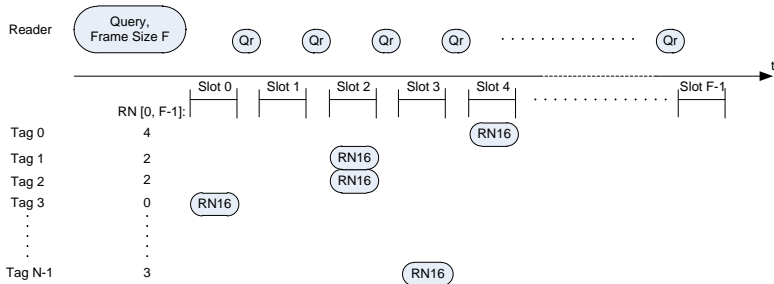 Reader
Query,
Frame Size F
Qr Qr Qr Qr Qr
t
Slot 0 Slot 1 Slot 2 Slot 3 Slot 4 Slot F-1
RN [0, F-1]:
Tag 0 4 RN16
Tag 1 2 RN16
Tag 2 2 RN16
Tag 3 0 RN16
Tag N-1 3 RN16